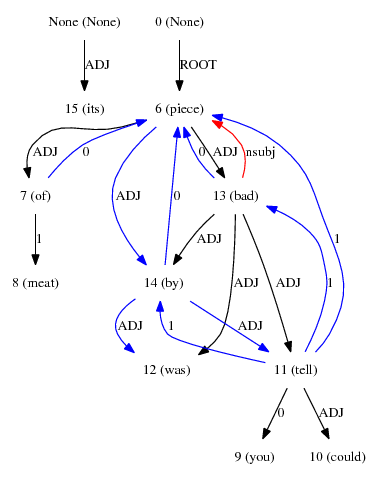 None (None) 0 (None)
ADJ ROOT
15 (its) 6 (piece)
ADJ 0 ADJ 0 ADJ nsubj
7 (of) 13 (bad)
1 ADJ 0 ADJ ADJ ADJ 1 1
8 (meat) 14 (by)
ADJ 1 ADJ
12 (was) 11 (tell)
0 ADJ
9 (you) 10 (could)